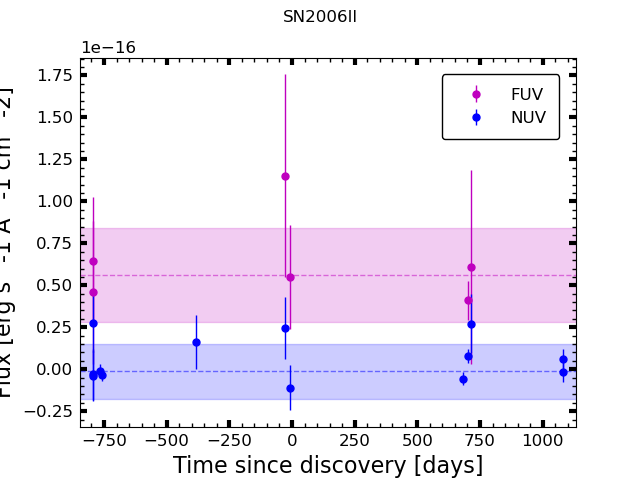 SN2006II
1e−16
1.75
1.50
1.25
1.00
0.75
0.50
0.25
0.00
−0.25
FUV
NUV
−750 −500 −250 0 250 500 750 1000
Time since discovery [days]
Flux [erg s -1 A -1 cm -2]